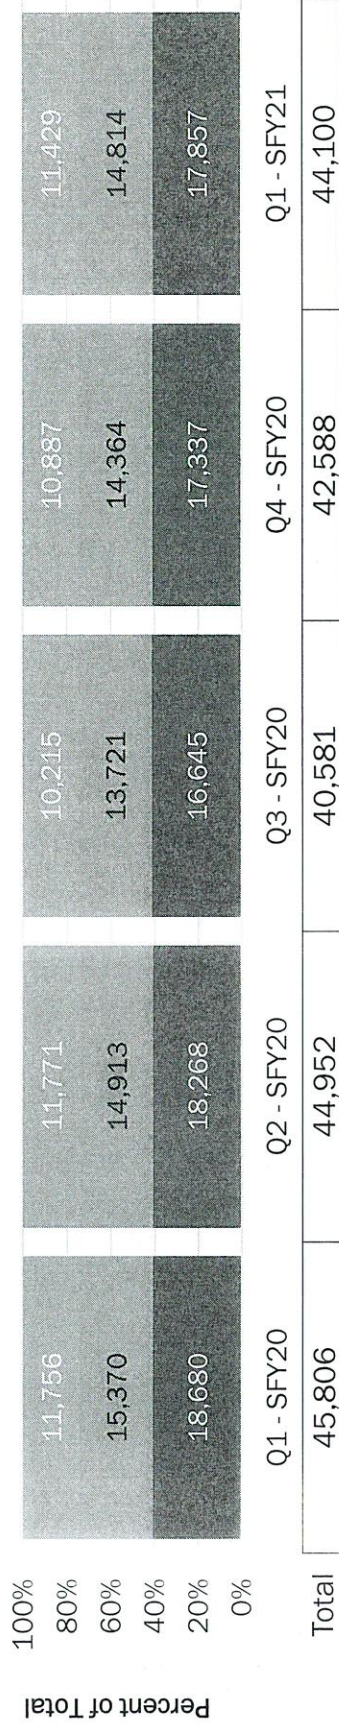 Percent of Total
100%
80%
60%
40%
20%
0%
11,756 11,771 10,215 10,887 11,429
15,370 14,913 13,721 14,364 14,814
18,680 18,268 16,645 17,337 17,857
Q1 - SFY20 Q2 - SFY20 Q3 - SFY20 Q4 - SFY20 Q1 - SFY21
Total 45,806 44,952 40,581 42,588 44,100